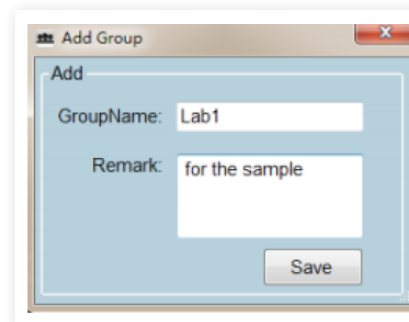 Add Group
Add
GroupName: Lab1
Remark: for the sample
Save